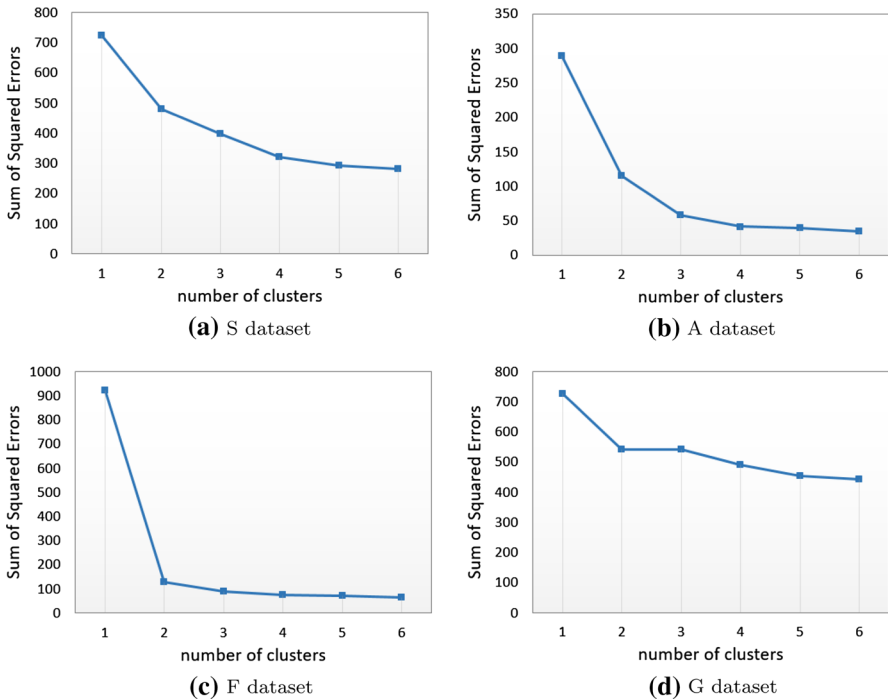 800
700
600
500
400
300
200
100
0
Sum of Squared Errors
1 2 3 4 5 6
number of clusters
(a) S dataset
350
300
250
200
150
100
50
0
Sum of Squared Errors
1 2 3 4 5 6
number of clusters
(b) A dataset
1000
900
800
700
600
500
400
300
200
100
0
Sum of Squared Errors
1 2 3 4 5 6
number of clusters
(c) F dataset
800
700
600
500
400
300
200
100
0
Sum of Squared Errors
1 2 3 4 5 6
number of clusters
(d) G dataset